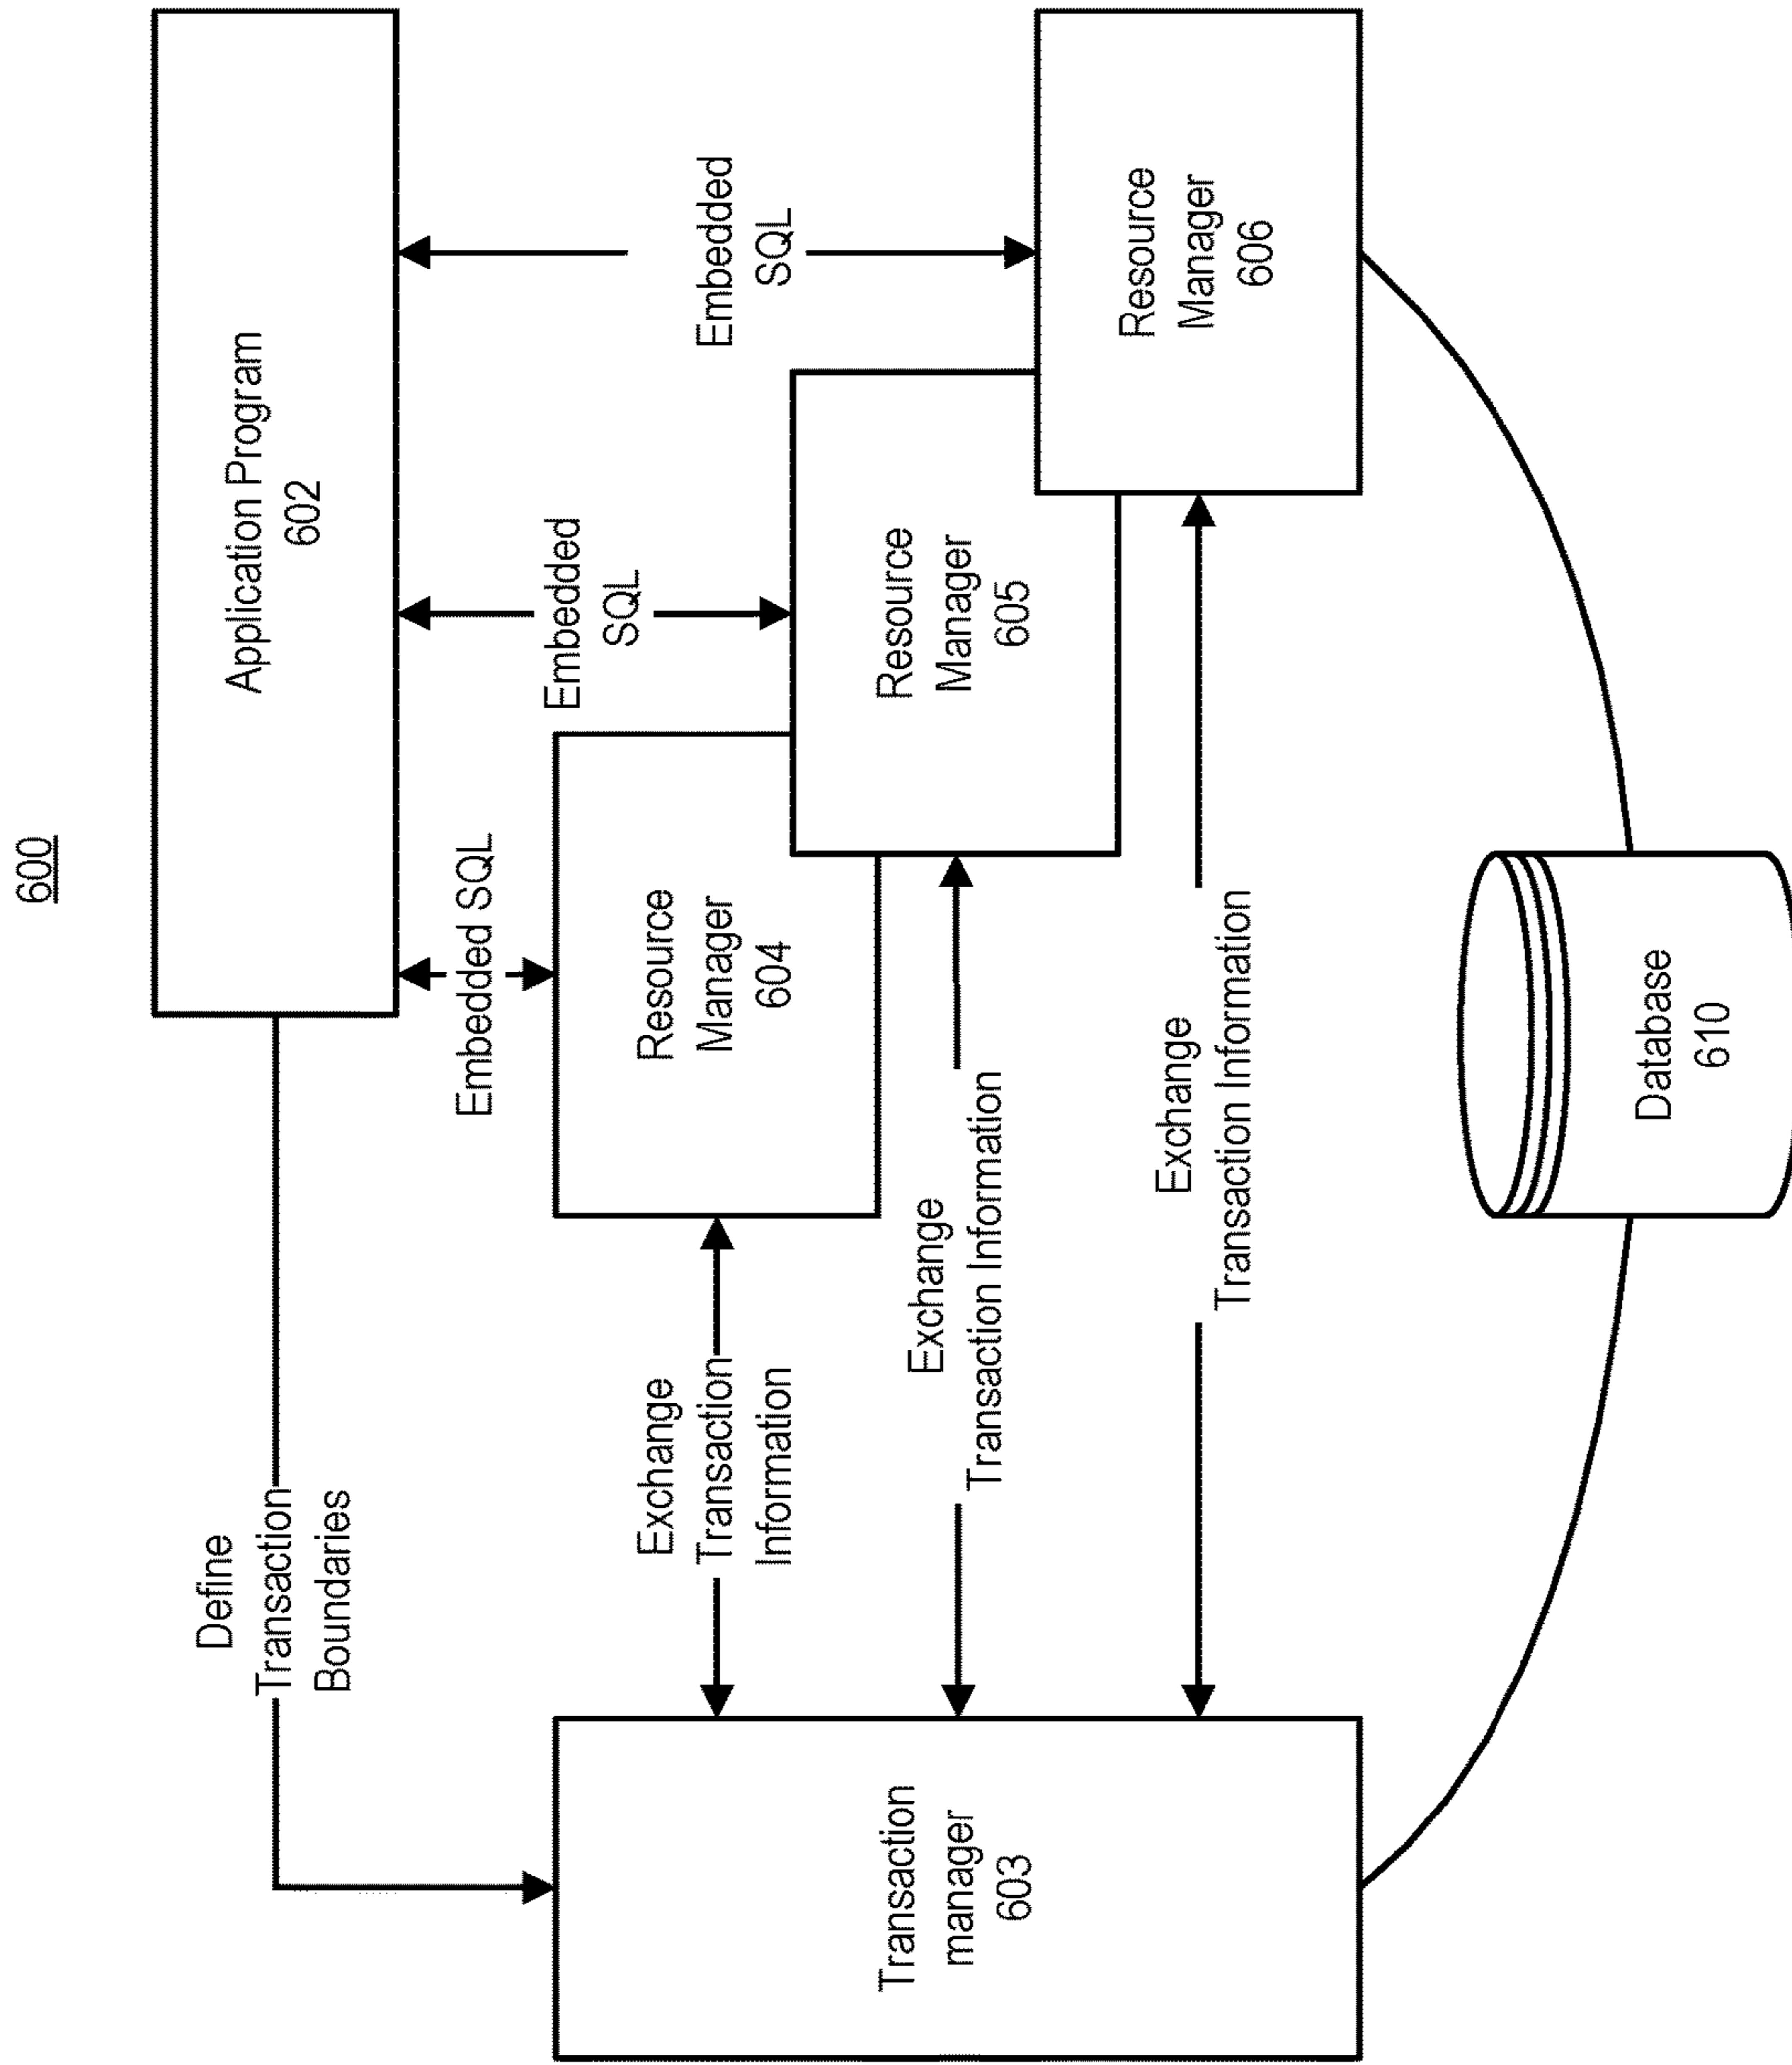 600
Application Program
602
Define
Transaction
Boundaries
Embedded SQL
Embedded
SQL
Embedded
SQL
Resource
Manager
604
Resource
Manager
605
Resource
Manager
606
Exchange
Transaction
Information
Exchange
Transaction Information
Exchange
Transaction Information
Transaction
manager
603
Database
610